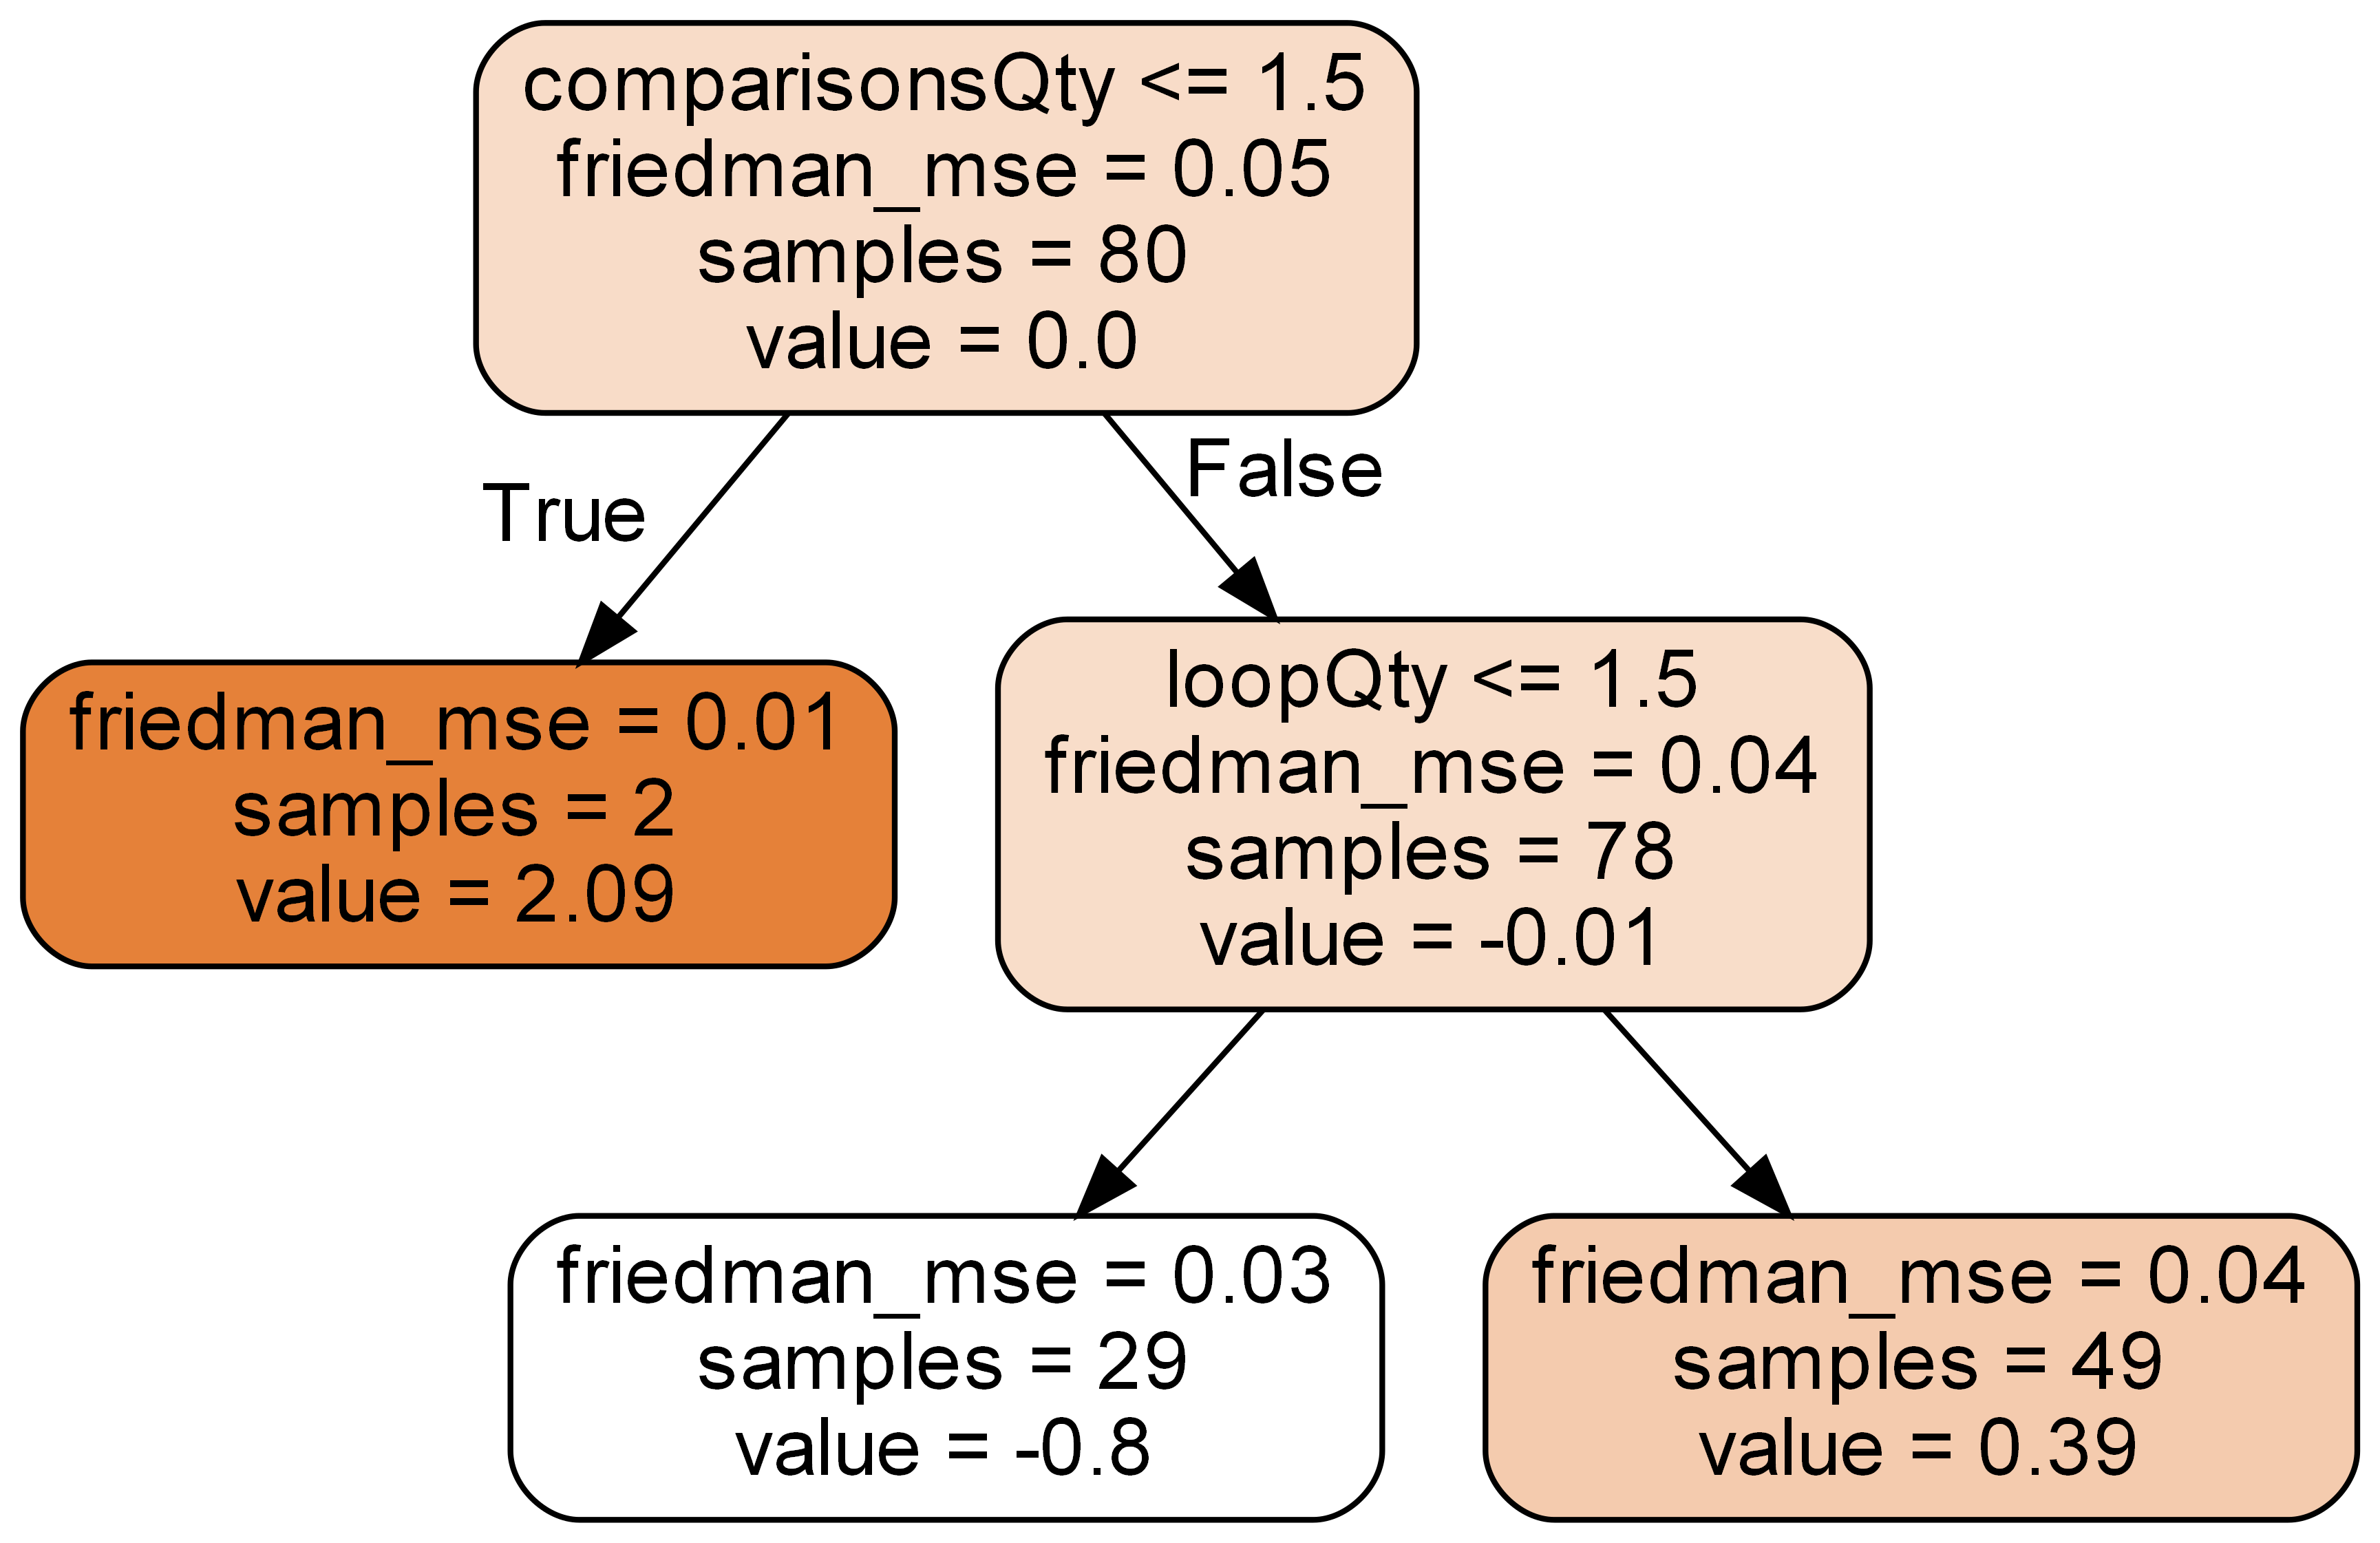 comparisonsQty <= 1.5
friedman_mse = 0.05
samples = 80
value = 0.0
True
False
friedman_mse = 0.01
samples = 2
value = 2.09
loopQty <= 1.5
friedman_mse = 0.04
samples = 78
value = -0.01
friedman_mse = 0.03
samples = 29
value = -0.8
friedman_mse = 0.04
samples = 49
value = 0.39